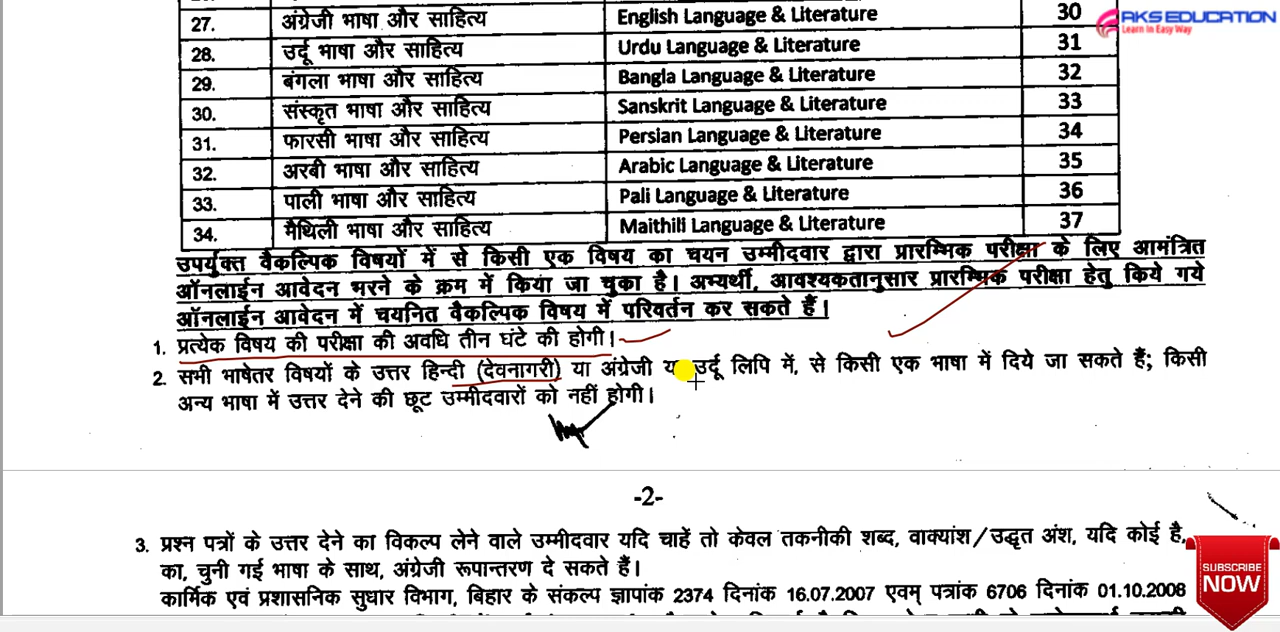 27. अंग्रेजी भाषा और साहित्य English Language & Literature 30
28. उर्दू भाषा और साहित्य Urdu Language & Literature 31
29. बंगला भाषा और साहित्य Bangla Language & Literature 32
30. संस्कृत भाषा और साहित्य Sanskrit Language & Literature 33
31. फारसी भाषा और साहित्य Persian Language & Literature 34
32. अरबी भाषा और साहित्य Arabic Language & Literature 35
33. पाली भाषा और साहित्य Pali Language & Literature 36
34. मैथिली भाषा और साहित्य Maithili Language & Literature 37
AKS EDUCATION
Learn in Easy Way
उपर्युक्त वैकल्पिक विषयों में से किसी एक विषय का चयन उम्मीदवार द्वारा प्रारम्भिक परीक्षा के लिए आमंत्रित
ऑनलाईन आवेदन भरने के क्रम में किया जा चुका है। अभ्यर्थी, आवश्यकतानुसार प्रारम्भिक परीक्षा हेतु किये गये
ऑनलाईन आवेदन में चयनित वैकल्पिक विषय में परिवर्तन कर सकते हैं।
1. प्रत्येक विषय की परीक्षा की अवधि तीन घंटे की होगी।
2. सभी भाषेतर विषयों के उत्तर हिन्दी (देवनागरी) या अंग्रेजी उर्दू लिपि में, से किसी एक भाषा में दिये जा सकते हैं; किसी
अन्य भाषा में उत्तर देने की छूट उम्मीदवारों को नहीं होगी।
-2-
3. प्रश्न पत्रों के उत्तर देने का विकल्प लेने वाले उम्मीदवार यदि चाहें तो केवल तकनीकी शब्द, वाक्यांश/उद्धृत अंश, यदि कोई है,
का, चुनी गई भाषा के साथ, अंग्रेजी रूपान्तरण दे सकते हैं।
कार्मिक एवं प्रशासनिक सुधार विभाग, बिहार के संकल्प ज्ञापांक 2374 दिनांक 16.07.2007 एवम् पत्रांक 6706 दिनांक 01.10.2008
SUBSCRIBE
NOW